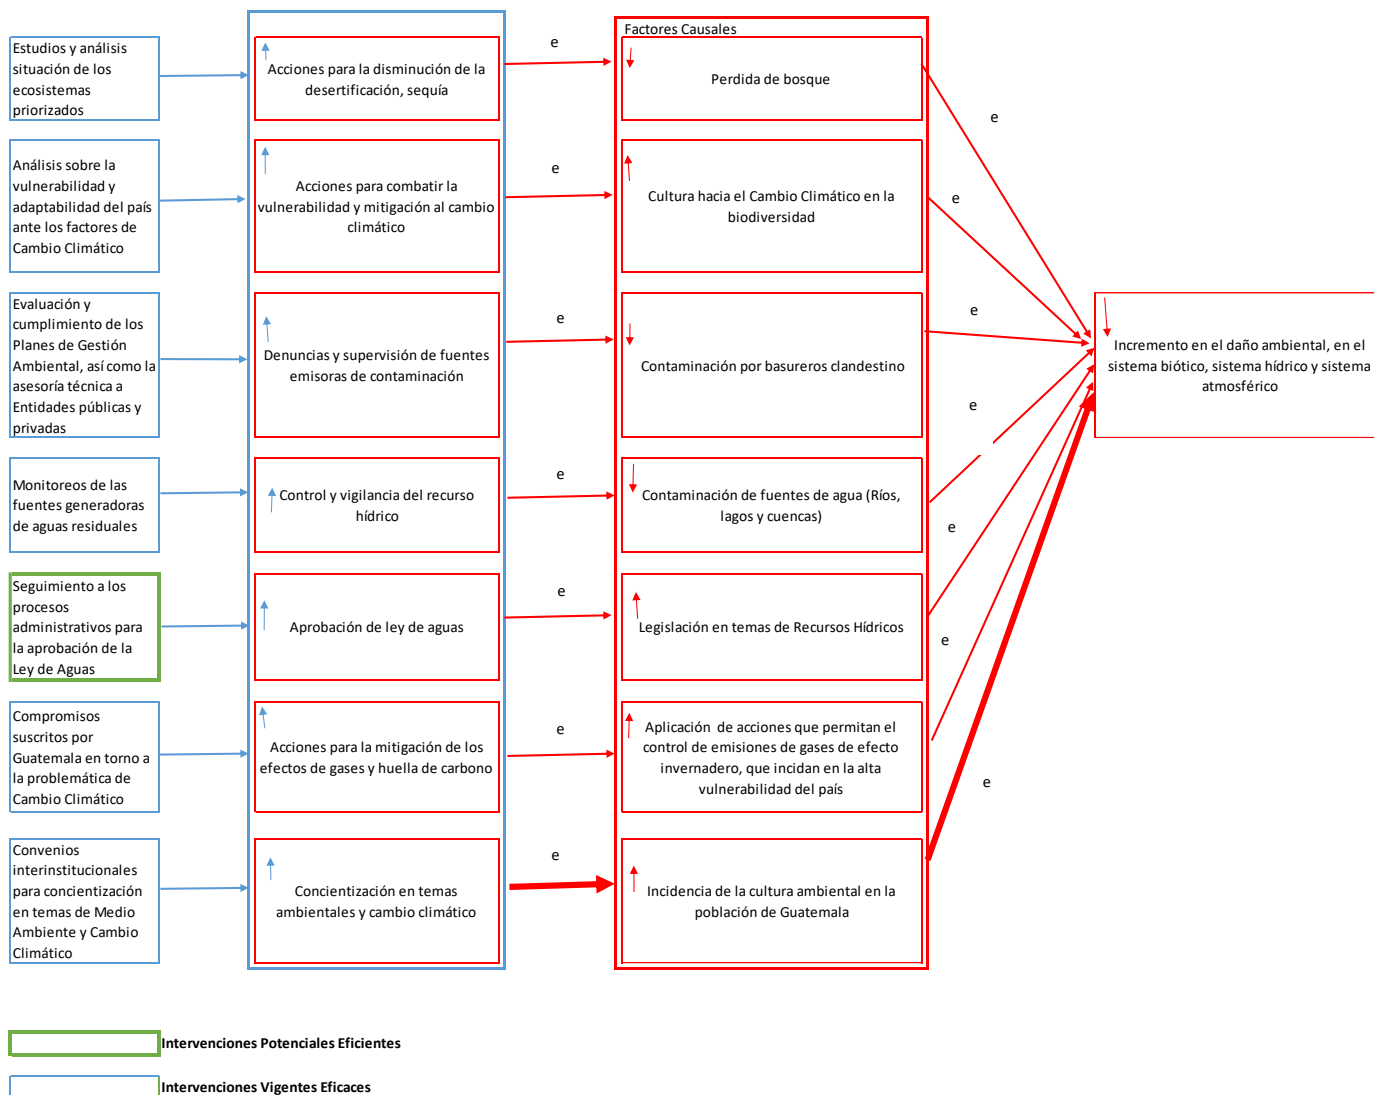 Factores Causales
Estudios y análisis
situación de los
ecosistemas
priorizados
Acciones para la disminución de la
desertificación, sequía
e
Perdida de bosque
e
Análisis sobre la
vulnerabilidad y
adaptabilidad del país
ante los factores de
Cambio Climático
Acciones para combatir la
vulnerabilidad y mitigación al cambio
climático
e
Cultura hacia el Cambio Climático en la
biodiversidad
e
Evaluación y
cumplimiento de los
Planes de Gestión
Ambiental, así como la
asesoría técnica a
Entidades públicas y
privadas
Denuncias y supervisión de fuentes
emisoras de contaminación
e
Contaminación por basureros clandestino
e
Incremento en el daño ambiental, en el
sistema biótico, sistema hídrico y sistema
atmosférico
Monitoreos de las
fuentes generadoras
de aguas residuales
Control y vigilancia del recurso
hídrico
e
Contaminación de fuentes de agua (Ríos,
lagos y cuencas)
e
Seguimiento a los
procesos
administrativos para
la aprobación de la
Ley de Aguas
Aprobación de ley de aguas
e
Legislación en temas de Recursos Hídricos
e
Compromisos
suscritos por
Guatemala en torno a
la problemática de
Cambio Climático
Acciones para la mitigación de los
efectos de gases y huella de carbono
e
Aplicación  de acciones que permitan el
control de emisiones de gases de efecto
invernadero, que incidan en la alta
vulnerabilidad del país
e
Convenios
interinstitucionales
para concientización
en temas de Medio
Ambiente y Cambio
Climático
Concientización en temas
ambientales y cambio climático
e
Incidencia de la cultura ambiental en la
población de Guatemala
e
Intervenciones Potenciales Eficientes
Intervenciones Vigentes Eficaces